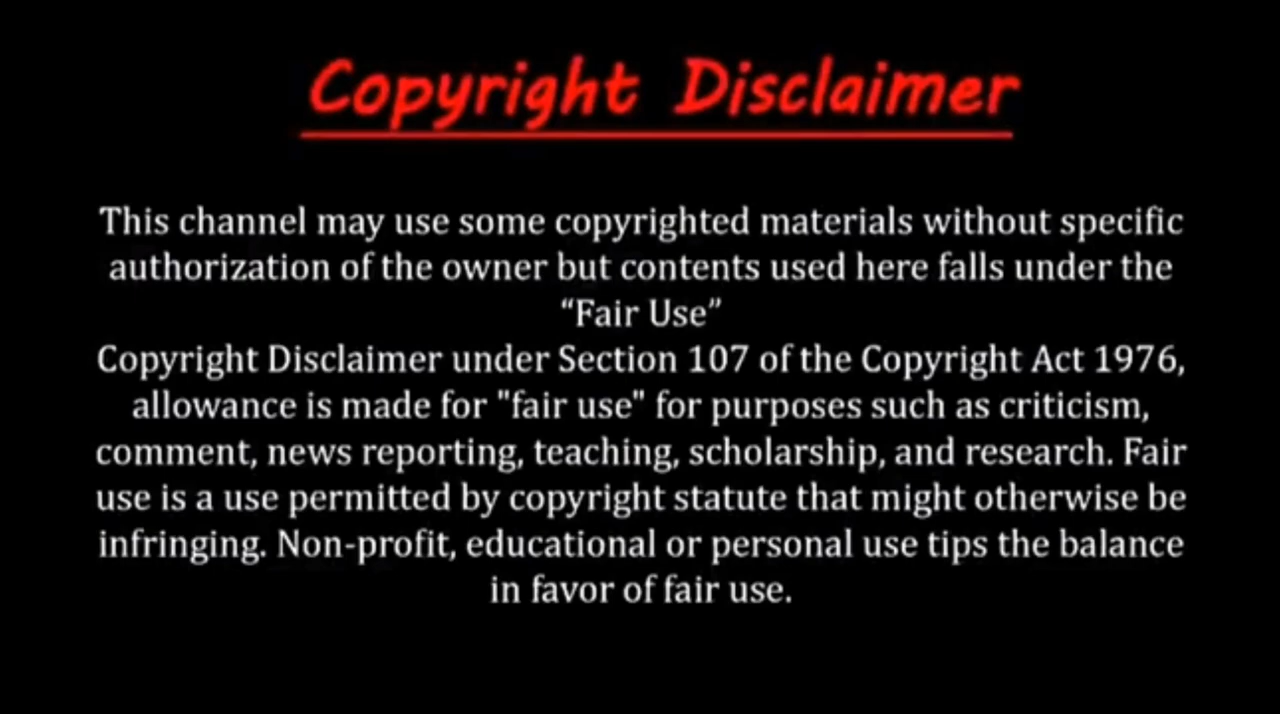 Copyright Disclaimer
This channel may use some copyrighted materials without specific
authorization of the owner but contents used here falls under the
“Fair Use”
Copyright Disclaimer under Section 107 of the Copyright Act 1976,
allowance is made for "fair use" for purposes such as criticism,
comment, news reporting, teaching, scholarship, and research. Fair
use is a use permitted by copyright statute that might otherwise be
infringing. Non-profit, educational or personal use tips the balance
in favor of fair use.